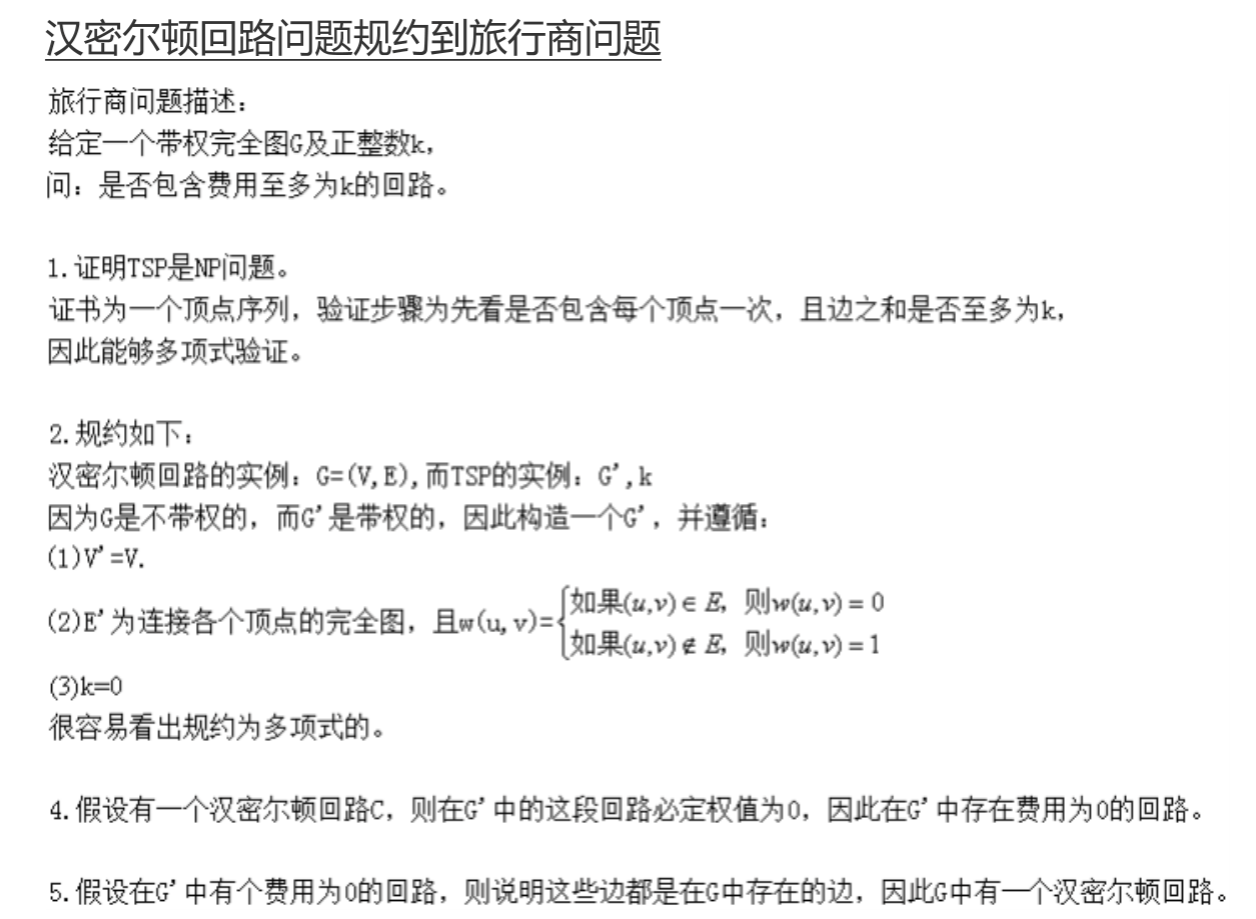 汉密尔顿回路问题规约到旅行商问题
旅行商问题描述：
给定一个带权完全图G及正整数k，
问：是否包含费用至多为k的回路。
1.证明TSP是NP问题。
证书为一个顶点序列，验证步骤为先看是否包含每个顶点一次，且边之和是否至多为k，
因此能够多项式验证。
2.规约如下：
汉密尔顿回路的实例：G=(V,E),而TSP的实例：G',k
因为G是不带权的，而G'是带权的，因此构造一个G'，并遵循：
(1)V'=V.
(2)E'为连接各个顶点的完全图，且w(u,v)={如果(u,v)∈E，则w(u,v)=0
如果(u,v)∉E，则w(u,v)=1
(3)k=0
很容易看出规约为多项式的。
4.假设有一个汉密尔顿回路C，则在G'中的这段回路必定权值为0，因此在G'中存在费用为0的回路。
5.假设在G'中有个费用为0的回路，则说明这些边都是在G中存在的边，因此G中有一个汉密尔顿回路。